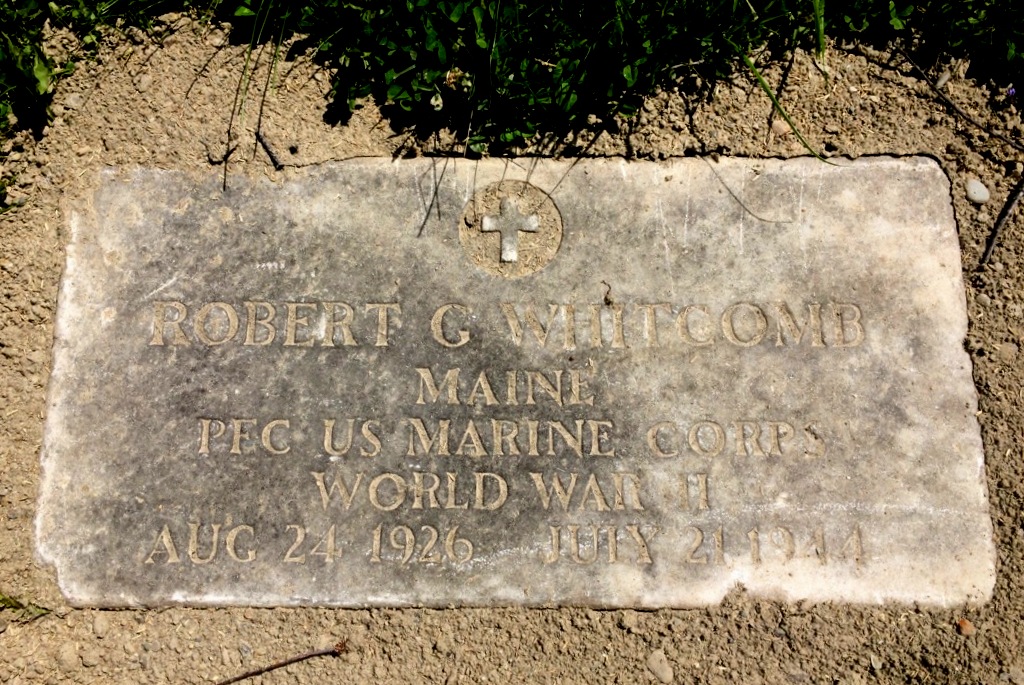 ROBERT G WHITCOMB
MAINE
PFC US MARINE CORPS
WORLD WAR II
AUG 24 1926 JULY 21 1944